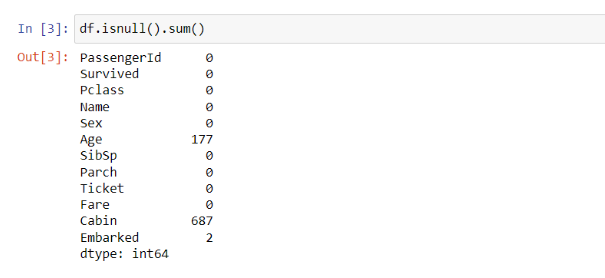 In [3]: df.isnull().sum()
Out[3]: PassengerId 0
Survived 0
Pclass 0
Name 0
Sex 0
Age 177
SibSp 0
Parch 0
Ticket 0
Fare 0
Cabin 687
Embarked 2
dtype: int64